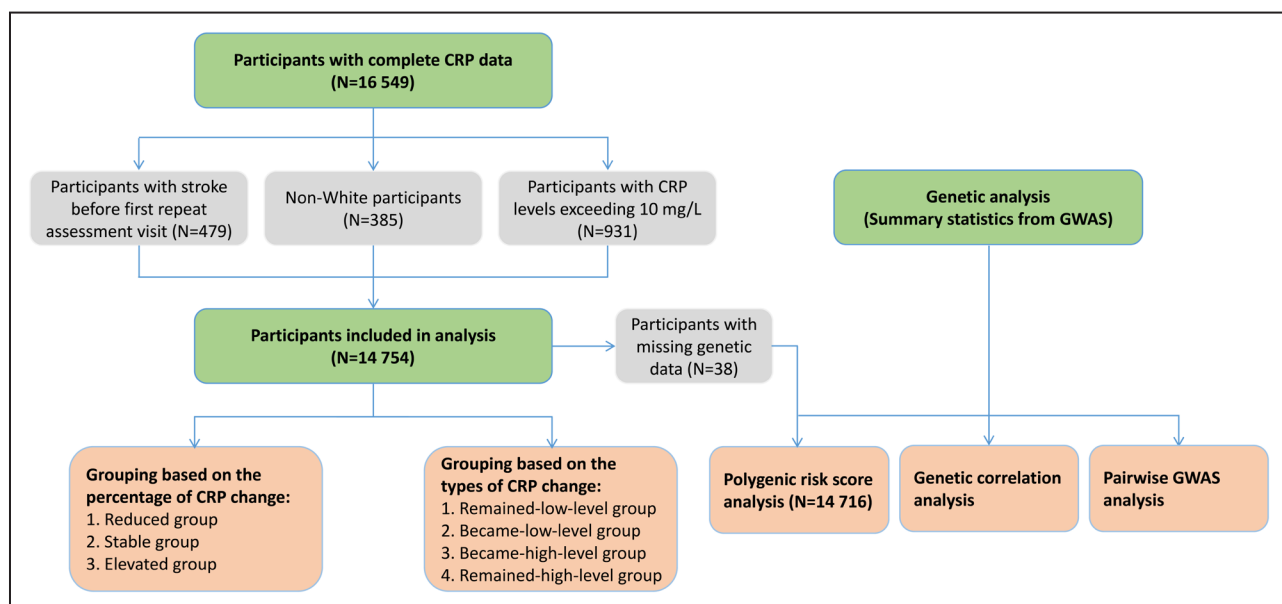 Participants with complete CRP data
(N=16 549)
Participants with stroke
before first repeat
assessment visit (N=479)
Non-White participants
(N=385)
Participants with CRP
levels exceeding 10 mg/L
(N=931)
Genetic analysis
(Summary statistics from GWAS)
Participants included in analysis
(N=14 754)
Participants with
missing genetic
data (N=38)
Grouping based on the
percentage of CRP change:
1. Reduced group
2. Stable group
3. Elevated group
Grouping based on the
types of CRP change:
1. Remained-low-level group
2. Became-low-level group
3. Became-high-level group
4. Remained-high-level group
Polygenic risk score
analysis (N=14 716)
Genetic correlation
analysis
Pairwise GWAS
analysis